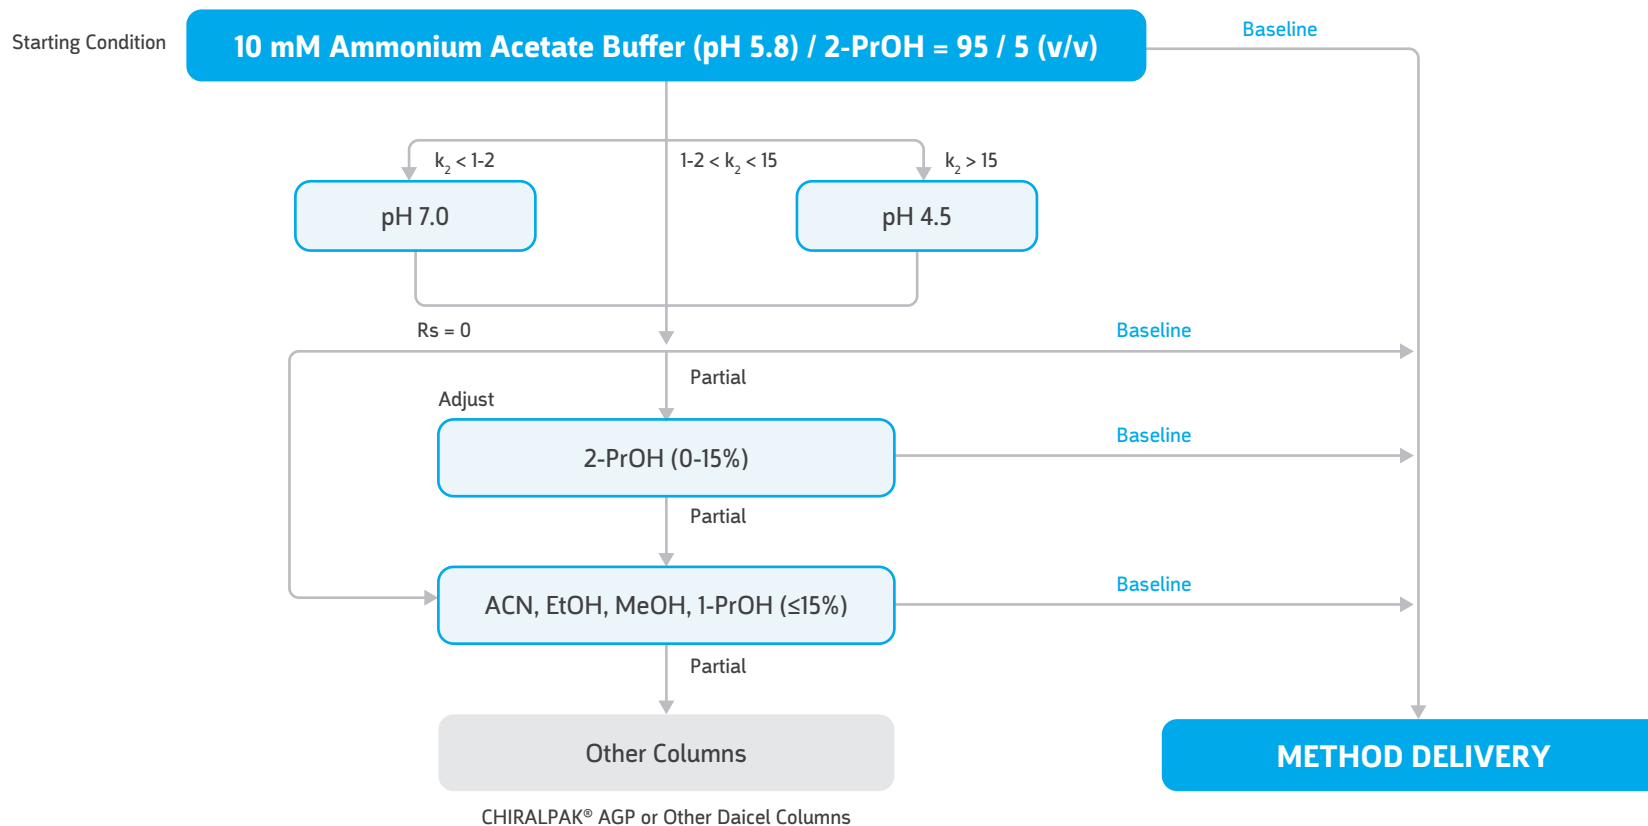 Starting Condition
10 mM Ammonium Acetate Buffer (pH 5.8) / 2-PrOH = 95 / 5 (v/v)
Baseline
k₂ < 1-2
1-2 < k₂ < 15
k₂ > 15
pH 7.0
pH 4.5
Rs = 0
Baseline
Partial
Adjust
2-PrOH (0-15%)
Baseline
Partial
ACN, EtOH, MeOH, 1-PrOH (≤15%)
Baseline
Partial
Other Columns
METHOD DELIVERY
CHIRALPAK® AGP or Other Daicel Columns